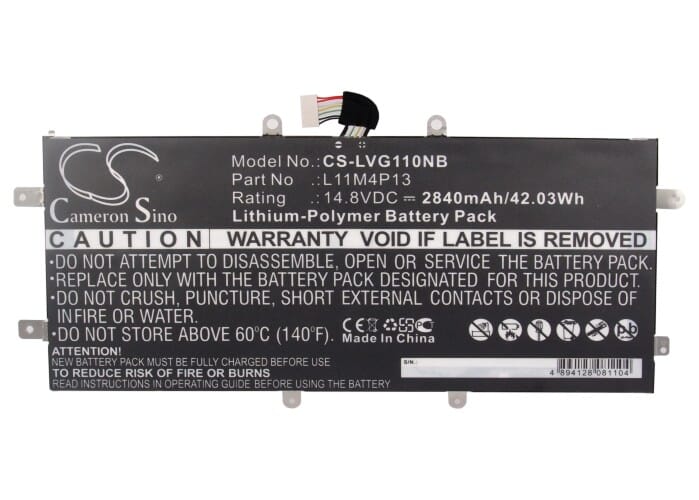 CS
Cameron Sino
Model No.: CS-LVG110NB
Part No : L11M4P13
Rating : 14.8VDC ⎓ 2840mAh/42.03Wh
Lithium-Polymer Battery Pack
CAUTION WARRANTY VOID IF LABEL IS REMOVED.
•DO NOT ATTEMPT TO DISASSEMBLE, OPEN OR SERVICE THE BATTERY PACK.
•REPLACE ONLY WITH THE BATTERY PACK DESIGNATED FOR THIS PRODUCT.
•DO NOT CRUSH, PUNCTURE, SHORT EXTERNAL CONTACTS OR DISPOSE OF
IN FIRE OR WATER.
•DO NOT STORE ABOVE 60°C (140°F).
Made In China
ATTENTION!
NEW BATTERY PACK MUST BE FULLY CHARGED BEFORE USE
TO REDUCE RISK OF FIRE OR BURNS
READ INSTRUCTIONS BEFORE USING THE BATTERY
S/N:
4 894128 081104